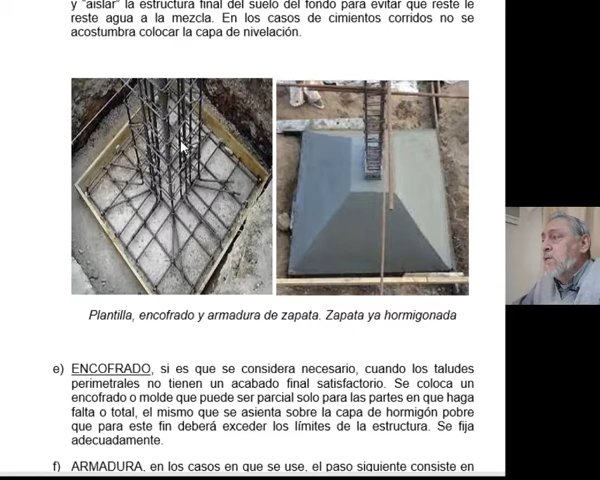 y "aislar" la estructura final del suelo del fondo para evitar que reste le
reste agua a la mezcla. En los casos de cimientos corridos no se
acostumbra colocar la capa de nivelación.
Plantilla, encofrado y armadura de zapata. Zapata ya hormigonada
e) ENCOFRADO, si es que se considera necesario, cuando los taludes
perimetrales no tienen un acabado final satisfactorio. Se coloca un
encofrado o molde que puede ser parcial solo para las partes en que haga
falta o total, el mismo que se asienta sobre la capa de hormigón pobre
que para este fin deberá exceder los límites de la estructura. Se fija
adecuadamente.
f) ARMADURA, en los casos en que se use, el paso siguiente consiste en